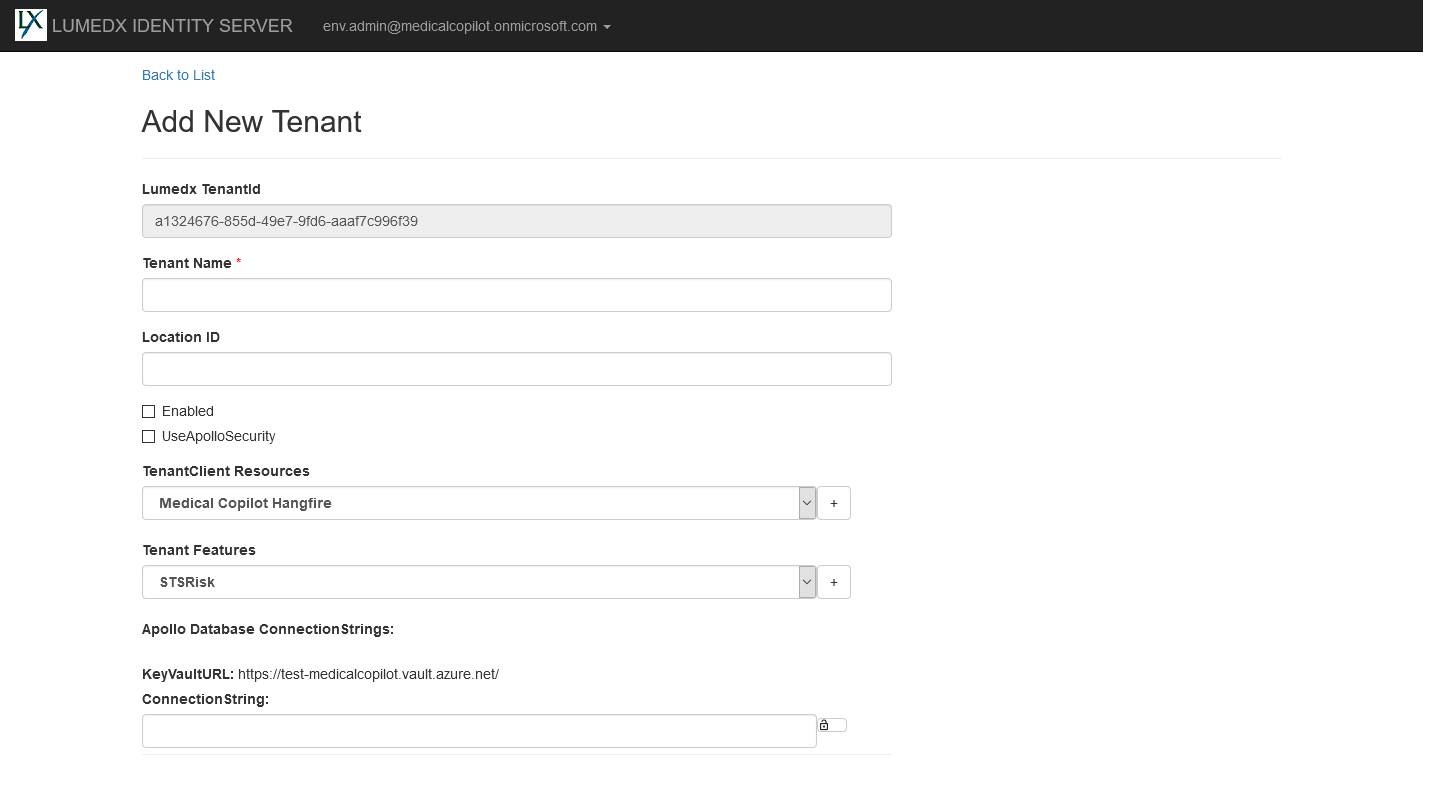 LX LUMEDX IDENTITY SERVER env.admin@medicalcopilot.onmicrosoft.com
Back to List
Add New Tenant
Lumedx TenantId
a1324676-855d-49e7-9fd6-aaaf7c996f39
Tenant Name *
Location ID
Enabled
UseApolloSecurity
TenantClient Resources
Medical Copilot Hangfire +
Tenant Features
STSRisk +
Apollo Database ConnectionStrings:
KeyVaultURL: https://test-medicalcopilot.vault.azure.net/
ConnectionString: